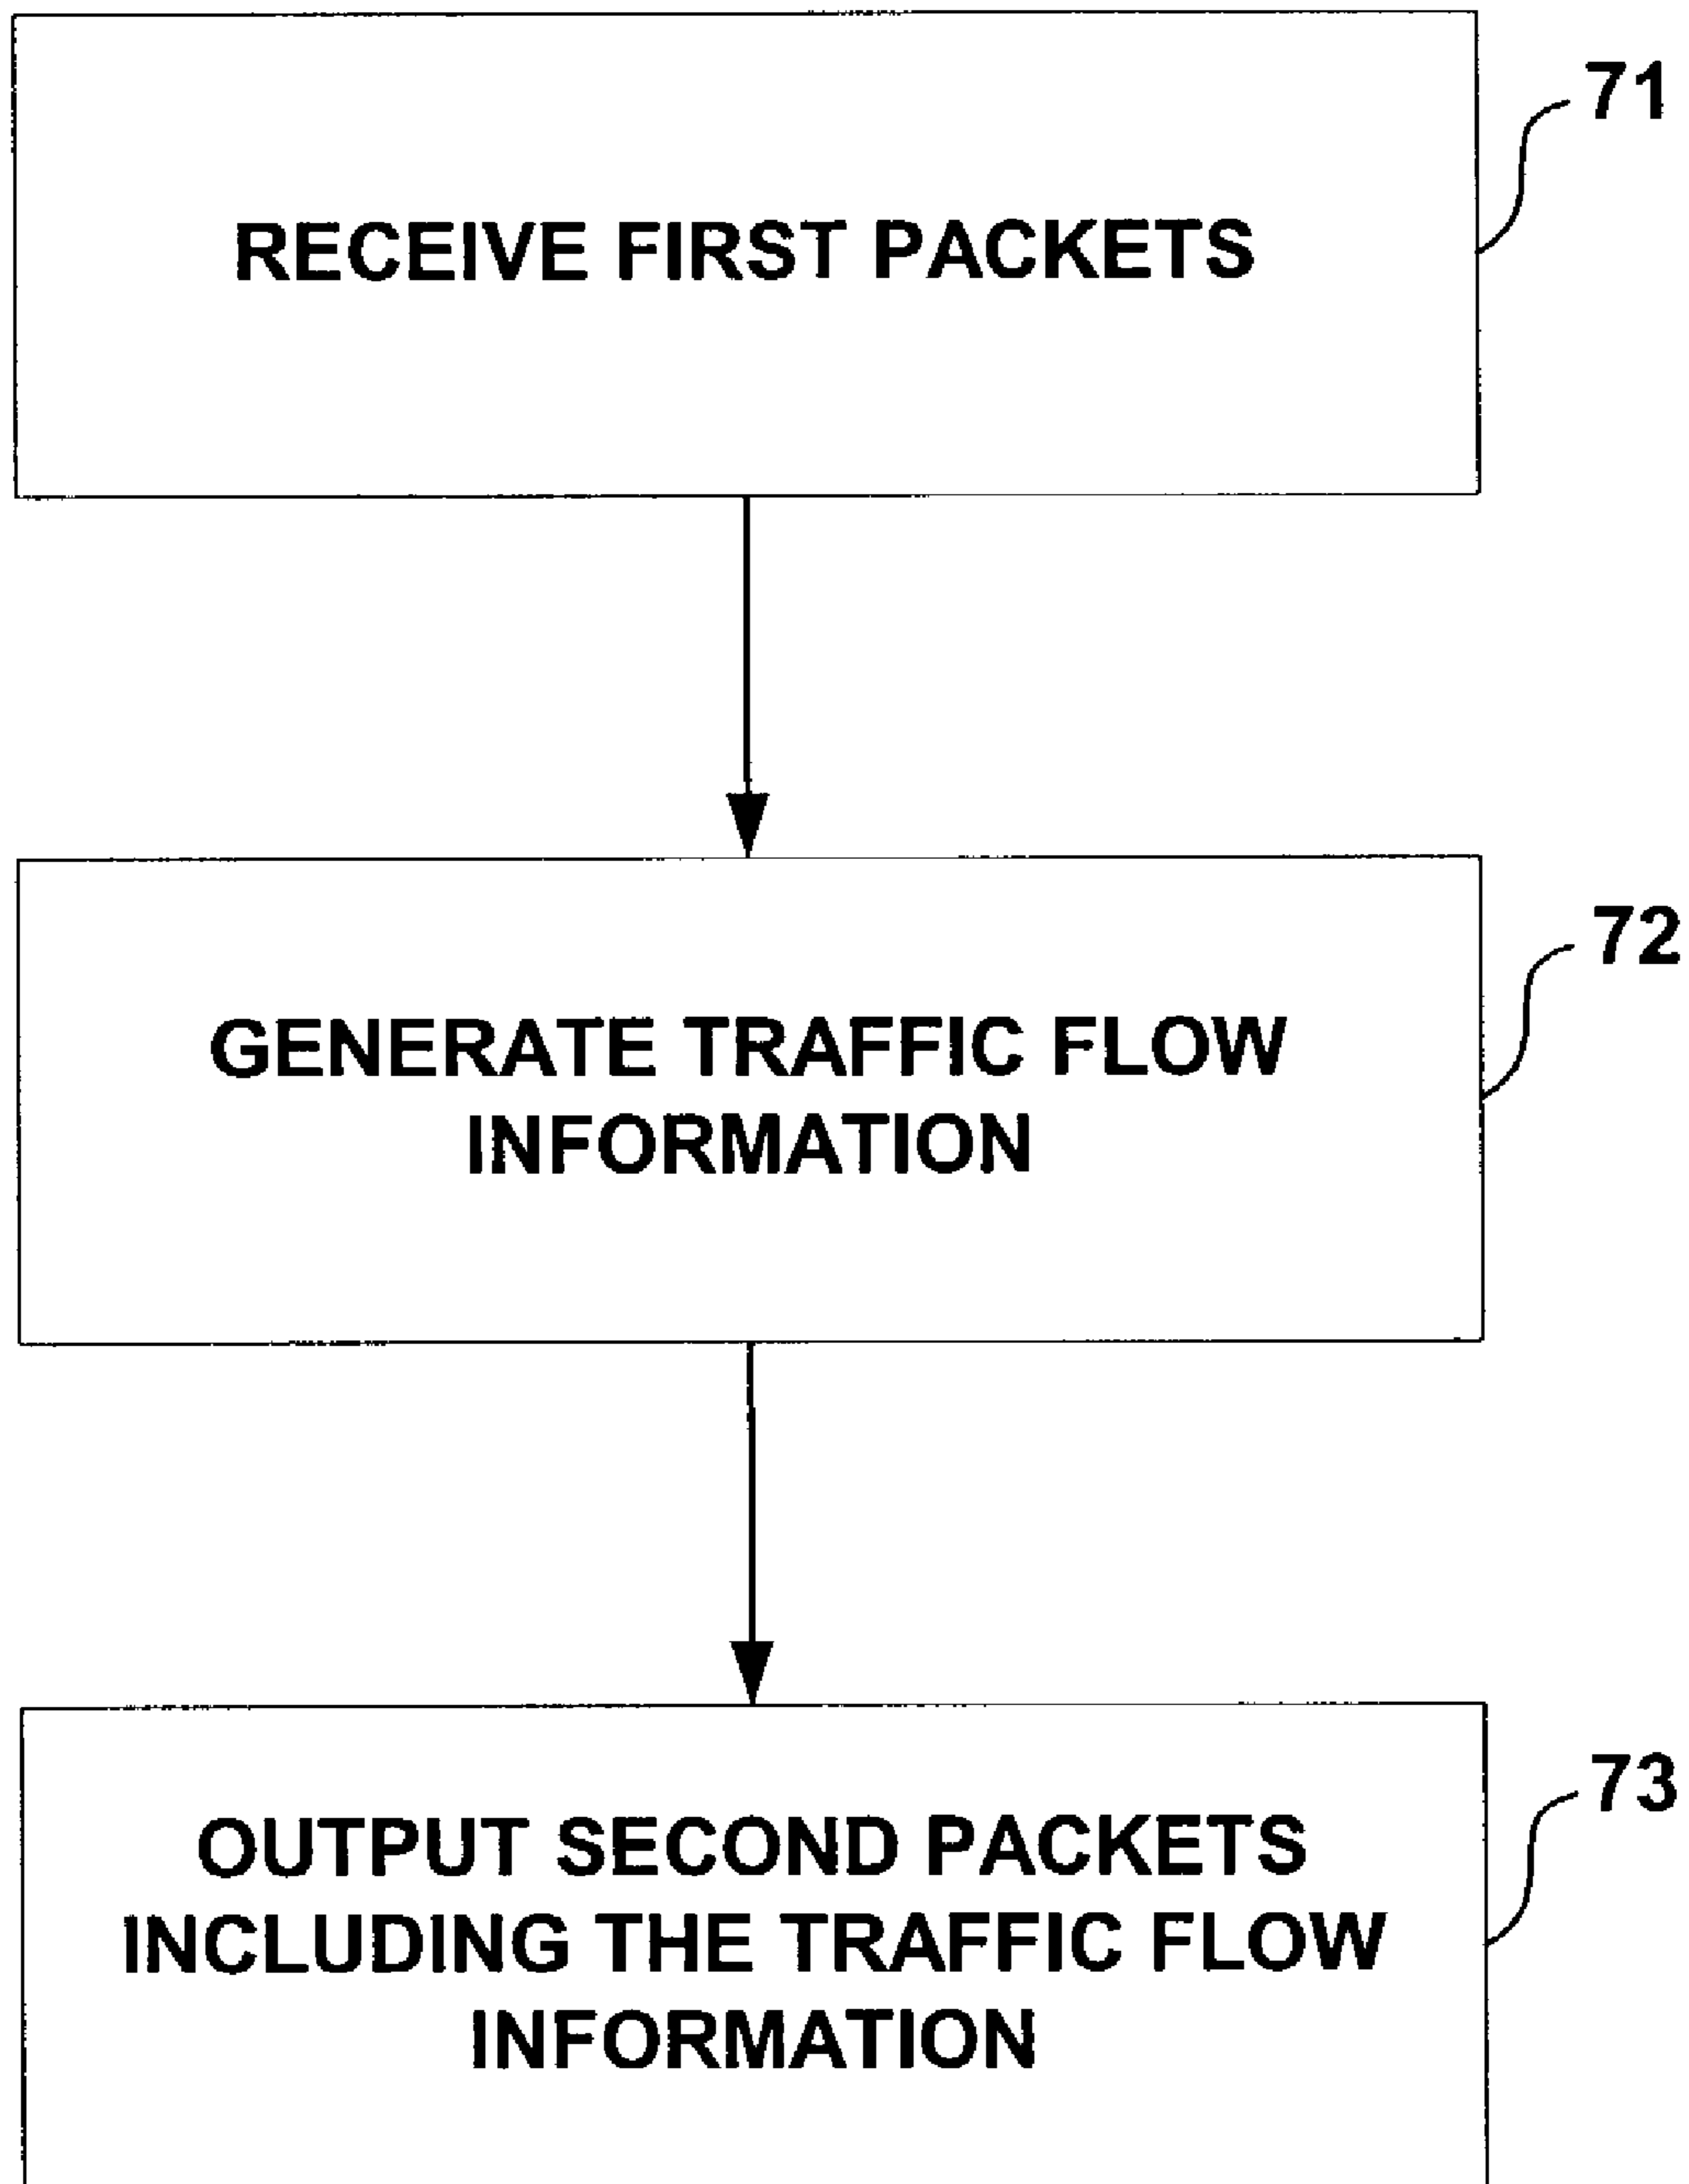 71
RECEIVE FIRST PACKETS
72
GENERATE TRAFFIC FLOW
INFORMATION
73
OUTPUT SECOND PACKETS
INCLUDING THE TRAFFIC FLOW
INFORMATION